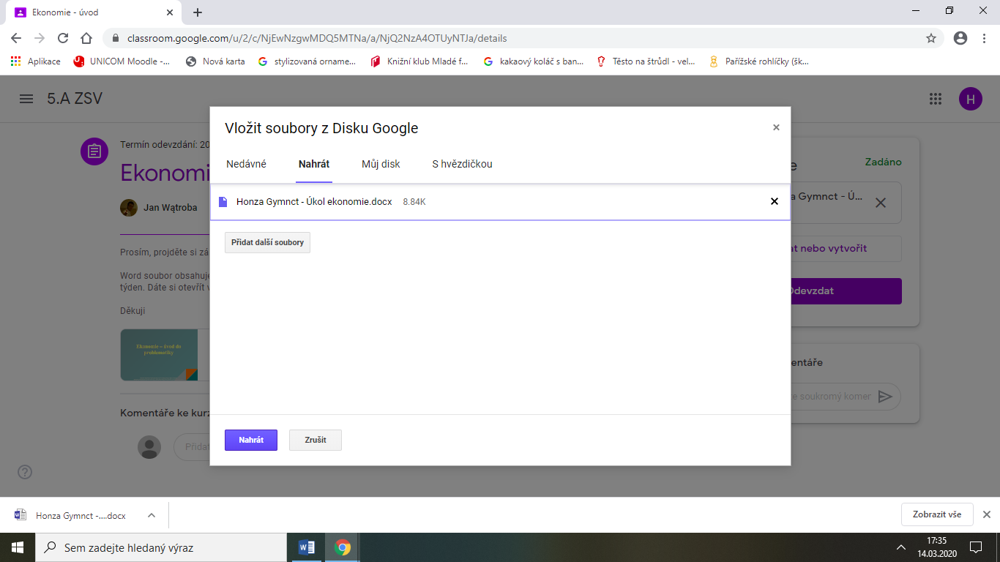 Ekonomie - úvod
classroom.google.com/u/2/c/NjEwNzgwMDQ5MTNa/a/NjQ2NzA4OTUyNTJa/details
Aplikace
UNICOM Moodle -...
Nová karta
stylizovaná orname...
Knižní klub Mladé f...
kakaový koláč s ban...
Těsto na štrůdl - vel...
Pařížské rohlíčky (šk...
5.A ZSV
H
Vložit soubory z Disku Google
Nedávné
Nahrát
Můj disk
S hvězdičkou
Honza Gymnct - Úkol ekonomie.docx 8.84K
Přidat další soubory
Nahrát
Zrušit
Termín odevzdání: 20
Ekonomi
Jan Wątroba
Prosím, projděte si zá
Word soubor obsahuje
týden. Dáte si otevřít v
Děkuji
Ekonomie – úvod do
problematiky
Komentáře ke kurz
Přida
e
Zadáno
a Gymnct - Ú...
at nebo vytvořit
Odevzdat
entáře
te soukromý komer
Honza Gymnct -....docx
Zobrazit vše
Sem zadejte hledaný výraz
17:35
14.03.2020